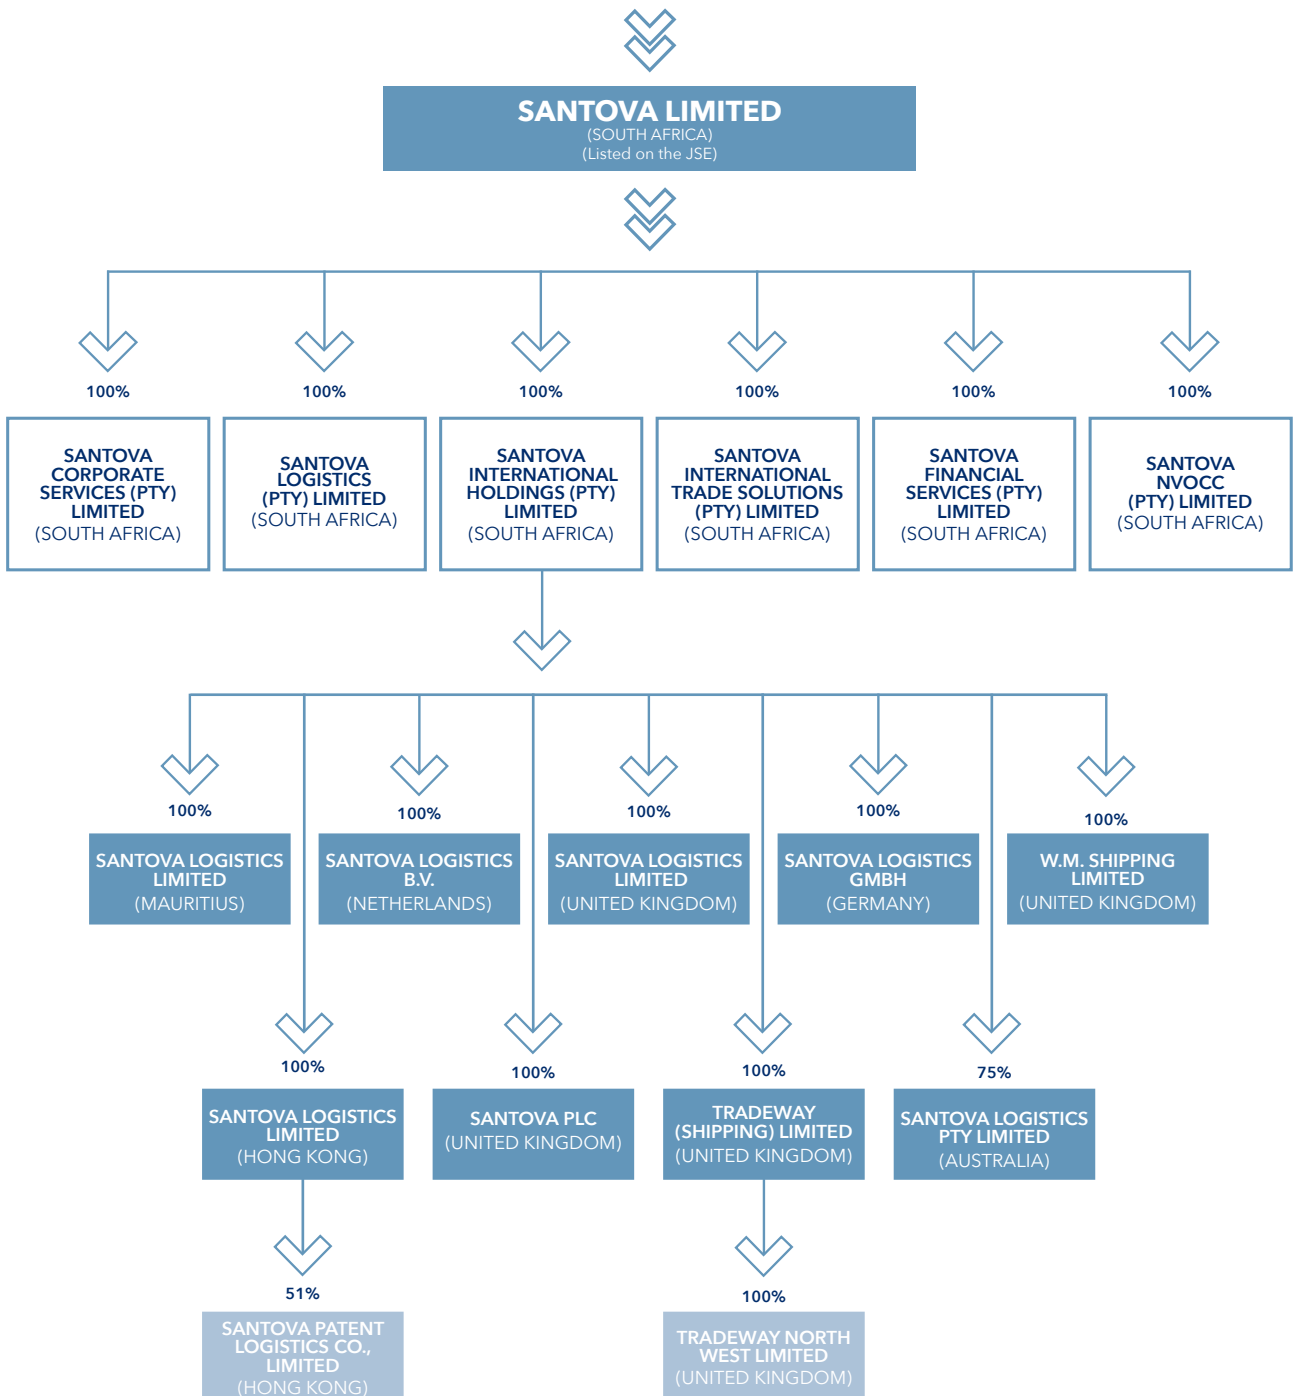 SANTOVA LIMITED
(SOUTH AFRICA)
(Listed on the JSE)
100%
100%
100%
100%
100%
100%
SANTOVA
CORPORATE
SERVICES (PTY)
LIMITED
(SOUTH AFRICA)
SANTOVA
LOGISTICS
(PTY) LIMITED
(SOUTH AFRICA)
SANTOVA
INTERNATIONAL
HOLDINGS (PTY)
LIMITED
(SOUTH AFRICA)
SANTOVA
INTERNATIONAL
TRADE SOLUTIONS
(PTY) LIMITED
(SOUTH AFRICA)
SANTOVA
FINANCIAL
SERVICES (PTY)
LIMITED
(SOUTH AFRICA)
SANTOVA
NVOCC
(PTY) LIMITED
(SOUTH AFRICA)
100%
100%
100%
100%
100%
SANTOVA LOGISTICS
LIMITED
(MAURITIUS)
SANTOVA LOGISTICS
B.V.
(NETHERLANDS)
SANTOVA LOGISTICS
LIMITED
(UNITED KINGDOM)
SANTOVA LOGISTICS
GMBH
(GERMANY)
W.M. SHIPPING
LIMITED
(UNITED KINGDOM)
100%
100%
100%
75%
SANTOVA LOGISTICS
LIMITED
(HONG KONG)
SANTOVA PLC
(UNITED KINGDOM)
TRADEWAY
(SHIPPING) LIMITED
(UNITED KINGDOM)
SANTOVA LOGISTICS
PTY LIMITED
(AUSTRALIA)
51%
100%
SANTOVA PATENT
LOGISTICS CO.,
LIMITED
(HONG KONG)
TRADEWAY NORTH
WEST LIMITED
(UNITED KINGDOM)